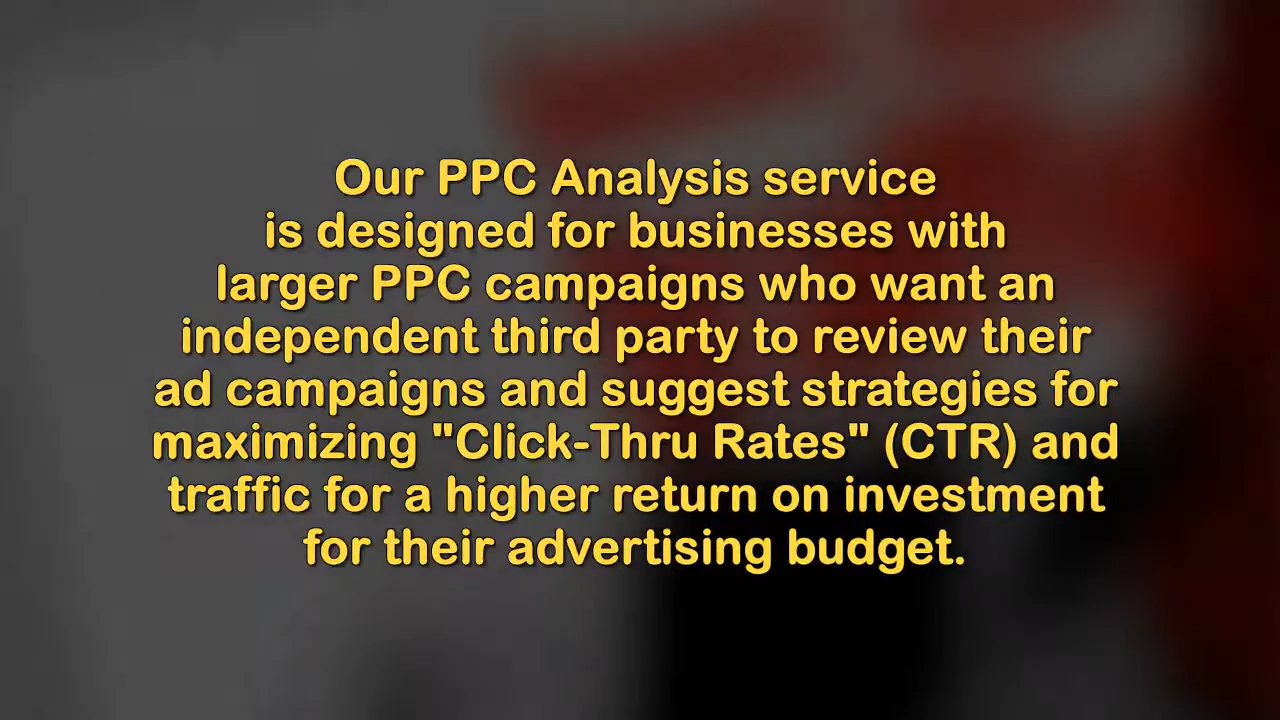 Our PPC Analysis service
is designed for businesses with
larger PPC campaigns who want an
independent third party to review their
ad campaigns and suggest strategies for
maximizing "Click-Thru Rates" (CTR) and
traffic for a higher return on investment
for their advertising budget.